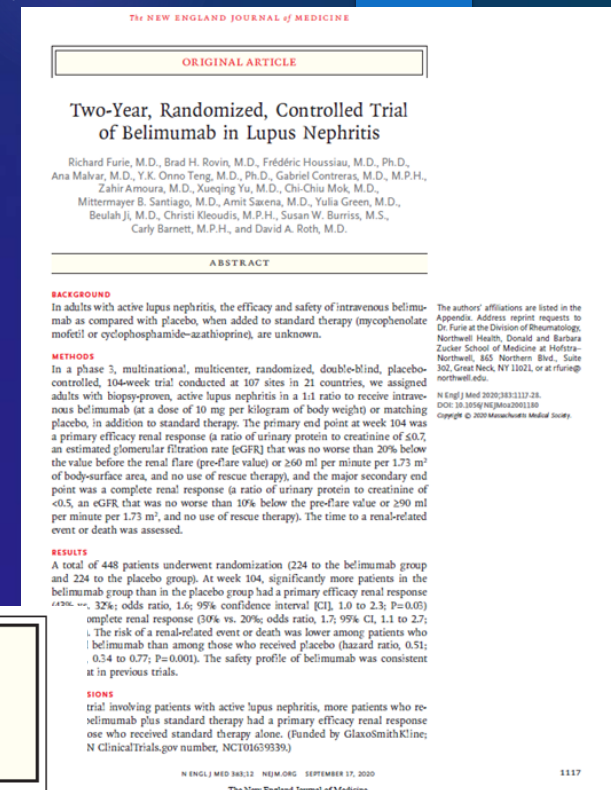 The NEW ENGLAND JOURNAL of MEDICINE
ORIGINAL ARTICLE
Two-Year, Randomized, Controlled Trial
of Belimumab in Lupus Nephritis
Richard Furie, M.D., Brad H. Rovin, M.D., Frédéric Houssiau, M.D., Ph.D.,
Ana Malvar, M.D., Y.K. Onno Teng, M.D., Ph.D., Gabriel Contreras, M.D., M.P.H.,
Zahir Amoura, M.D., Xueqing Yu, M.D., Chi-Chiu Mok, M.D.,
Mittermayer B. Santiago, M.D., Amit Saxena, M.D., Yulia Green, M.D.,
Beulah Ji, M.D., Christi Kleoudis, M.P.H., Susan W. Burriss, M.S.,
Carly Barnett, M.P.H., and David A. Roth, M.D.
ABSTRACT
BACKGROUND
In adults with active lupus nephritis, the efficacy and safety of intravenous belimu-
mab as compared with placebo, when added to standard therapy (mycophenolate
mofetil or cyclophosphamide–azathioprine), are unknown.
METHODS
In a phase 3, multinational, multicenter, randomized, double-blind, placebo-
controlled, 104-week trial conducted at 107 sites in 21 countries, we assigned
adults with biopsy-proven, active lupus nephritis in a 1:1 ratio to receive intrave-
nous belimumab (at a dose of 10 mg per kilogram of body weight) or matching
placebo, in addition to standard therapy. The primary end point at week 104 was
a primary efficacy renal response (a ratio of urinary protein to creatinine of ≤0.7,
an estimated glomerular filtration rate [eGFR] that was no worse than 20% below
the value before the renal flare (pre-flare value) or ≥60 ml per minute per 1.73 m²
of body-surface area, and no use of rescue therapy), and the major secondary end
point was a complete renal response (a ratio of urinary protein to creatinine of
<0.5, an eGFR that was no worse than 10% below the pre-flare value or ≥90 ml
per minute per 1.73 m², and no use of rescue therapy). The time to a renal-related
event or death was assessed.
RESULTS
A total of 448 patients underwent randomization (224 to the belimumab group
and 224 to the placebo group). At week 104, significantly more patients in the
belimumab group than in the placebo group had a primary efficacy renal response
(43% vs. 32%; odds ratio, 1.6; 95% confidence interval [CI], 1.0 to 2.3; P=0.03)
omplete renal response (30% vs. 20%; odds ratio, 1.7; 95% CI, 1.1 to 2.7;
. The risk of a renal-related event or death was lower among patients who
belimumab than among those who received placebo (hazard ratio, 0.51;
, 0.34 to 0.77; P=0.001). The safety profile of belimumab was consistent
at in previous trials.
SIONS
trial involving patients with active lupus nephritis, more patients who re-
belimumab plus standard therapy had a primary efficacy renal response
ose who received standard therapy alone. (Funded by GlaxoSmithKline;
N ClinicalTrials.gov number, NCT01639339.)
The authors' affiliations are listed in the
Appendix. Address reprint requests to
Dr. Furie at the Division of Rheumatology,
Northwell Health, Donald and Barbara
Zucker School of Medicine at Hofstra–
Northwell, 865 Northern Blvd., Suite
302, Great Neck, NY 11021, or at rfurie@
northwell.edu.
N Engl J Med 2020;383:1117-28.
DOI: 10.1056/NEJMoa2001180
Copyright © 2020 Massachusetts Medical Society.
N ENGL J MED 383;12 NEJM.ORG SEPTEMBER 17, 2020
1117
The New England Journal of Medicine